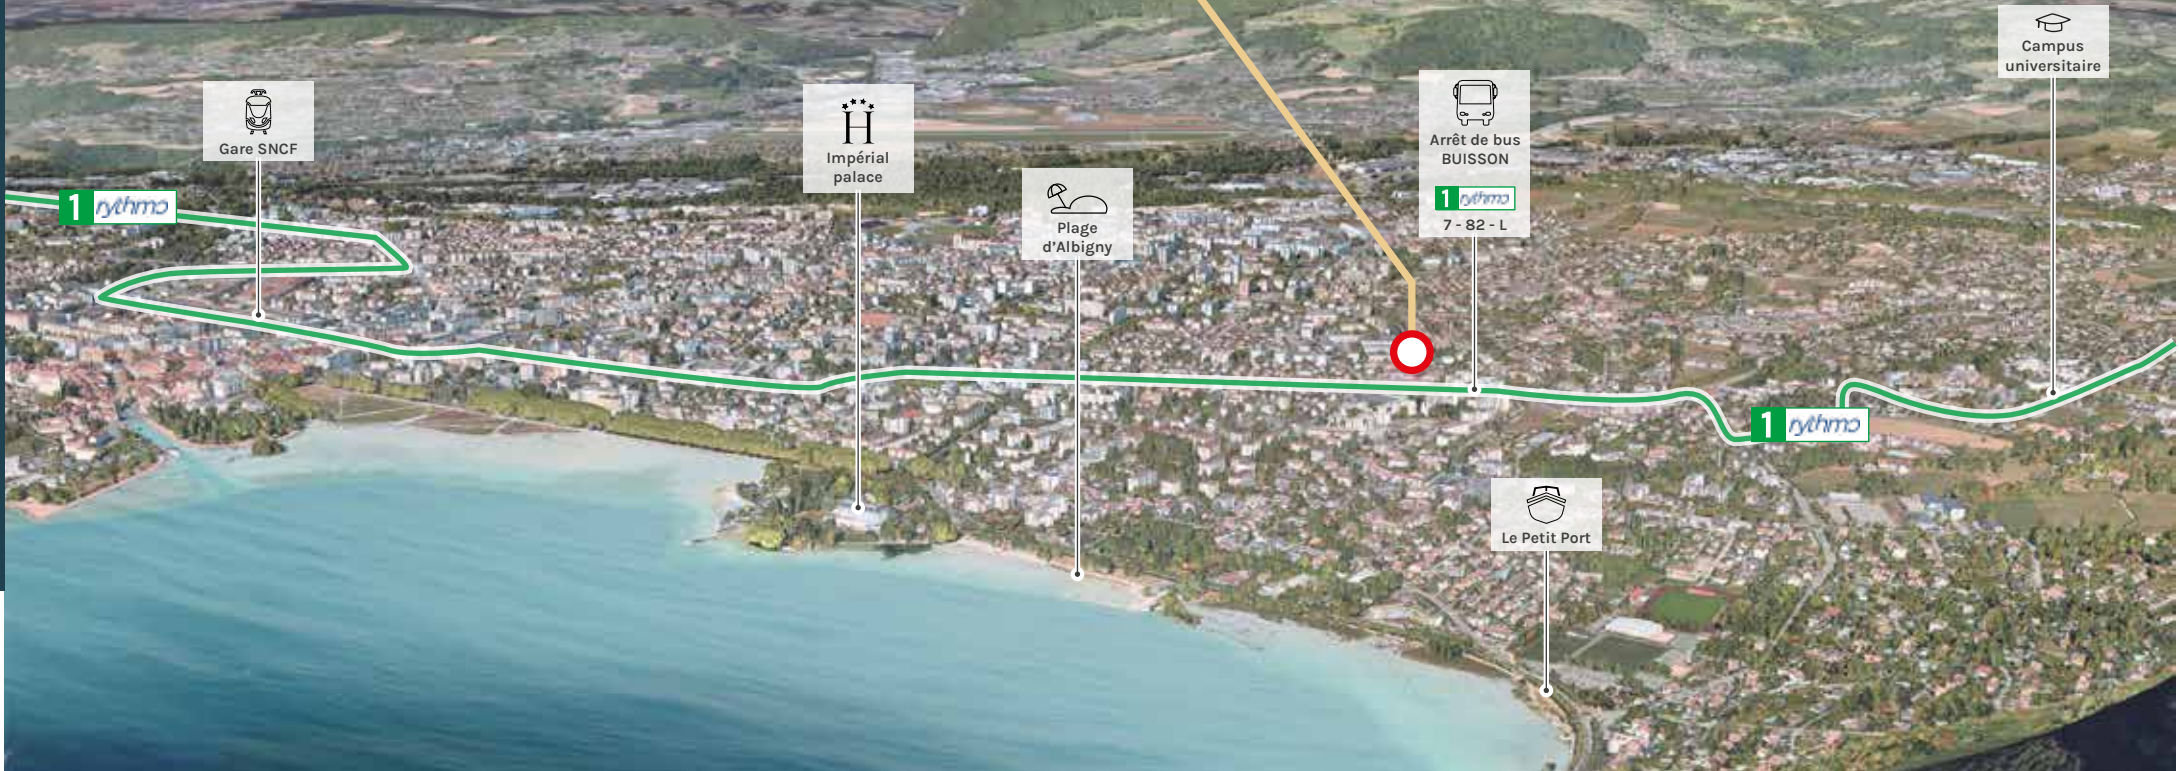 Campus
universitaire
Gare SNCF
H
Impérial
palace
Arrêt de bus
BUISSON
1 rythmo
7 - 82 - L
Plage
d'Albigny
1 rythmo
1 rythmo
Le Petit Port